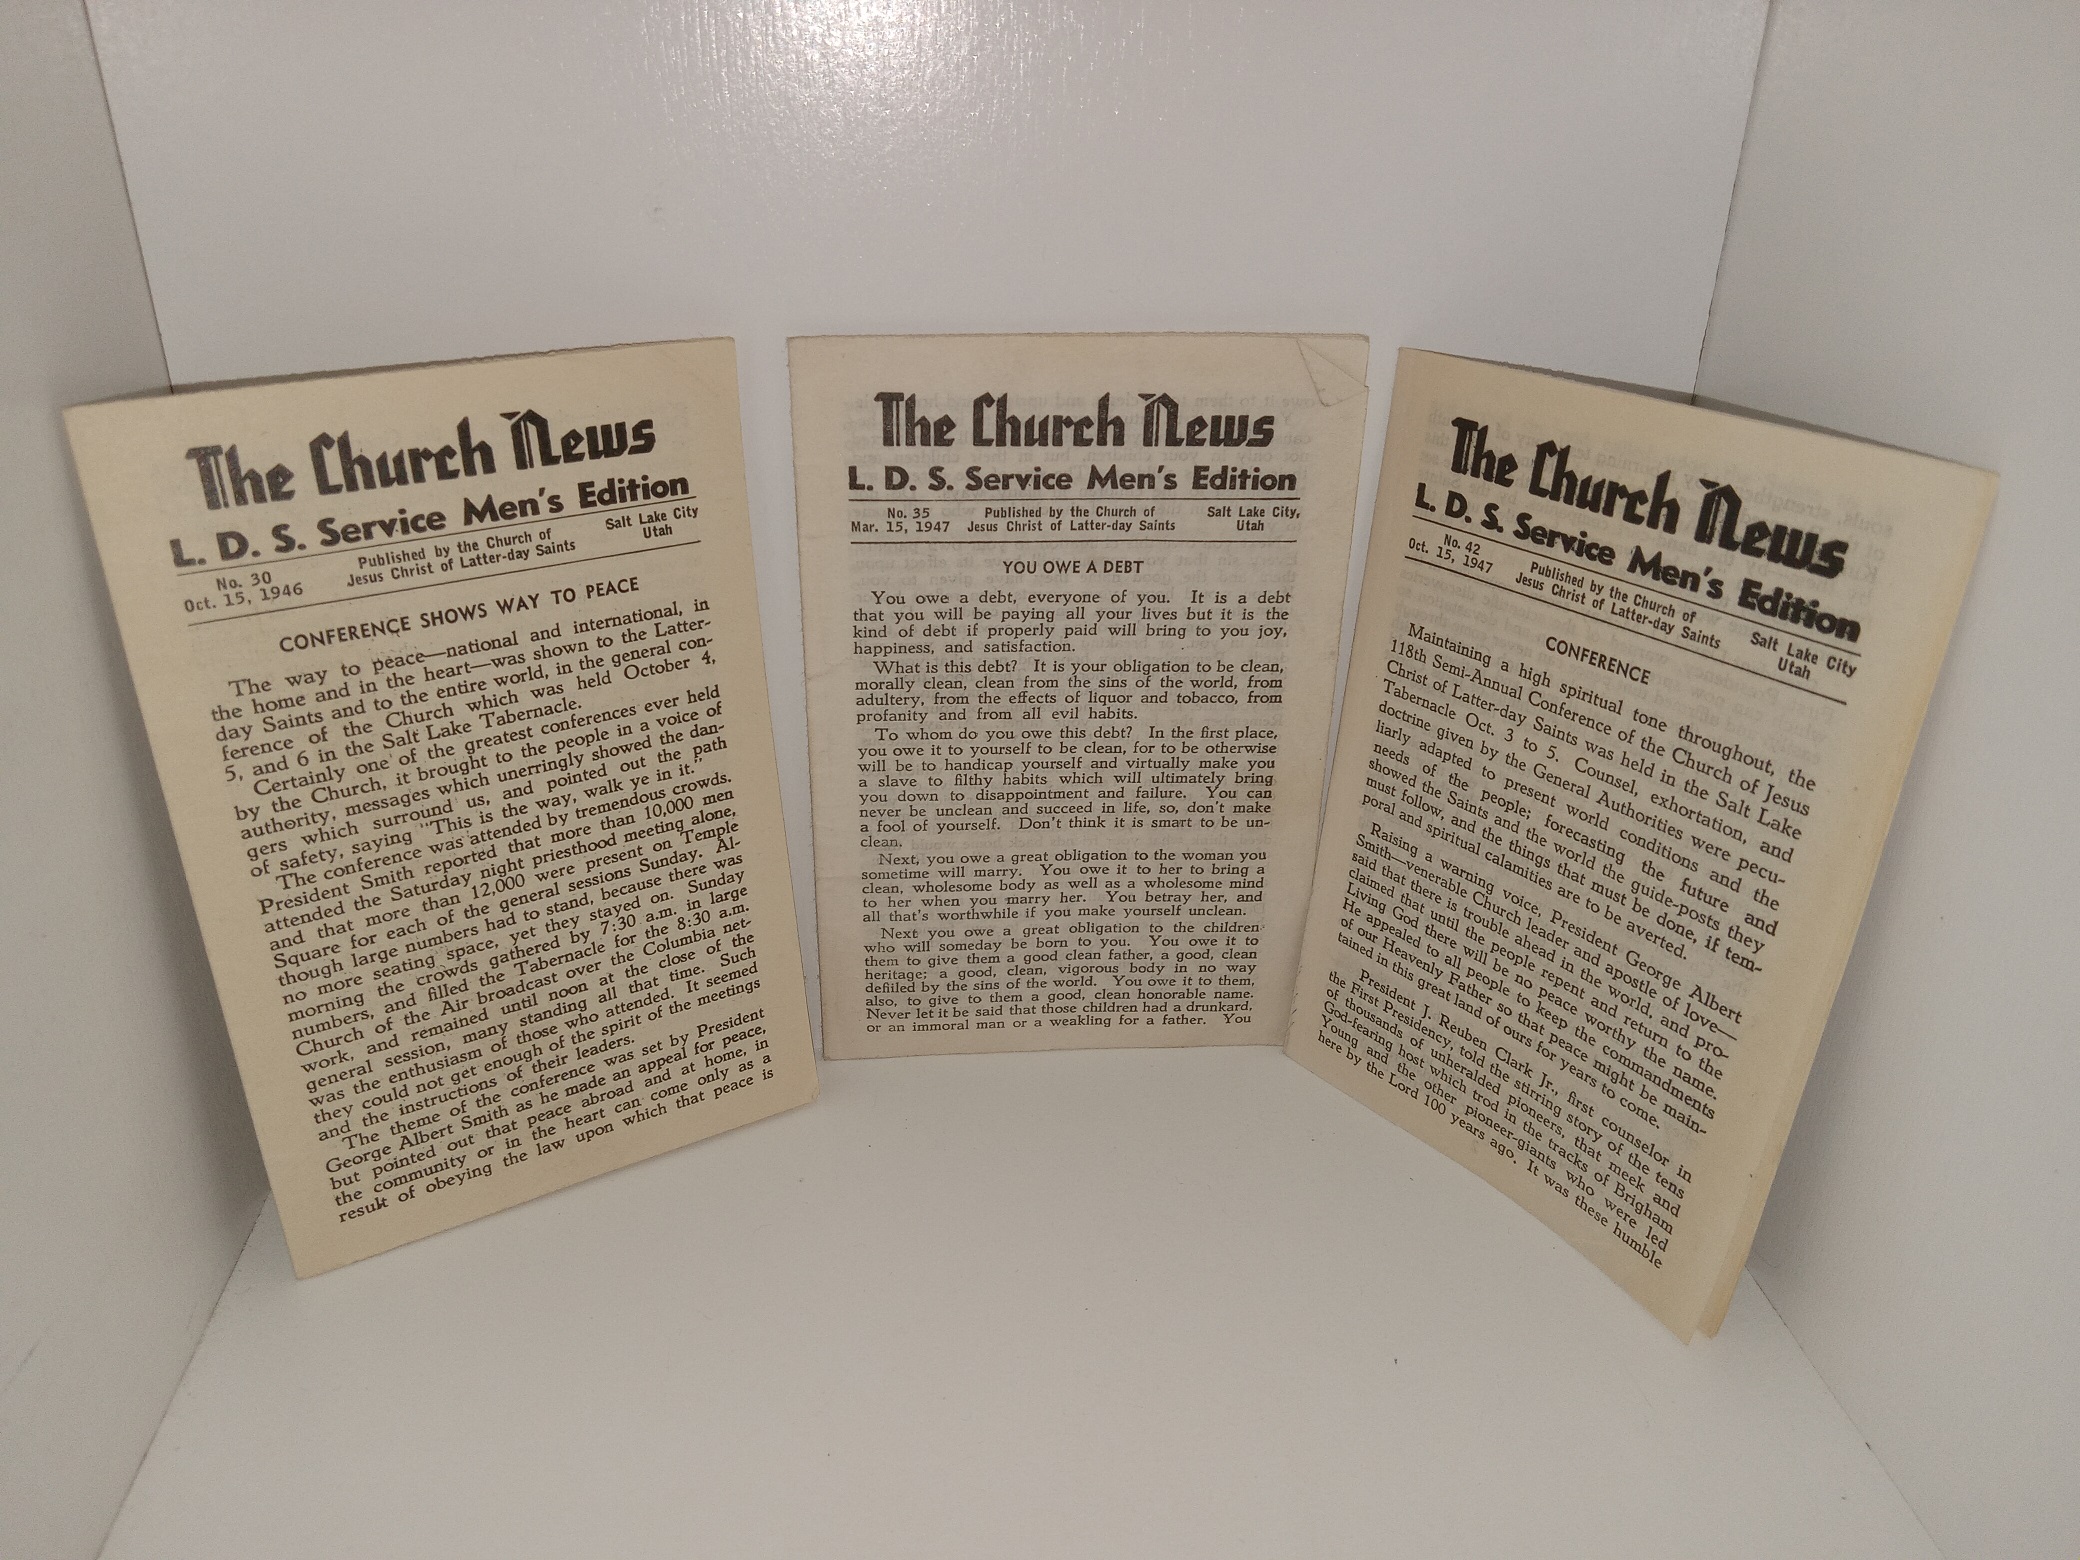 The Church News
L. D. S. Service Men's Edition
No. 30
Oct. 15, 1946
Published by the Church of
Jesus Christ of Latter-day Saints
Salt Lake City
Utah
CONFERENCE SHOWS WAY TO PEACE
The way to peace—national and international, in
the home and in the heart—was shown to the Latter-
day Saints and to the entire world, in the general con-
ference of the Church which was held October 4,
5, and 6 in the Salt Lake Tabernacle.
Certainly one of the greatest conferences ever held
by the Church, it brought to the people in a voice of
authority, messages which unerringly showed the dan-
gers which surround us, and pointed out the path
of safety, saying "This is the way, walk ye in it."
The conference was attended by tremendous crowds.
President Smith reported that more than 10,000 men
attended the Saturday night priesthood meeting alone,
and that more than 12,000 were present on Temple
Square for each of the general sessions Sunday. Al-
though large numbers had to stand, because there was
no more seating space, yet they stayed on. Sunday
morning the crowds gathered by 7:30 a.m. in large
numbers, and filled the Tabernacle for the 8:30 a.m.
Church of the Air broadcast over the Columbia net-
work, and remained until noon at the close of the
general session, many standing all that time. Such
was the enthusiasm of those who attended. It seemed
they could not get enough of the spirit of the meetings
and the instructions of their leaders.
The theme of the conference was set by President
George Albert Smith as he made an appeal for peace,
but pointed out that peace abroad and at home, in
the community or in the heart can come only as a
result of obeying the law upon which that peace is
The Church News
L. D. S. Service Men's Edition
No. 35
Mar. 15, 1947
Published by the Church of
Jesus Christ of Latter-day Saints
Salt Lake City,
Utah
YOU OWE A DEBT
You owe a debt, everyone of you. It is a debt
that you will be paying all your lives but it is the
kind of debt if properly paid will bring to you joy,
happiness, and satisfaction.
What is this debt? It is your obligation to be clean,
morally clean, clean from the sins of the world, from
adultery, from the effects of liquor and tobacco, from
profanity and from all evil habits.
To whom do you owe this debt? In the first place,
you owe it to yourself to be clean, for to be otherwise
will be to handicap yourself and virtually make you
a slave to filthy habits which will ultimately bring
you down to disappointment and failure. You can
never be unclean and succeed in life, so, don't make
a fool of yourself. Don't think it is smart to be un-
clean.
Next, you owe a great obligation to the woman you
sometime will marry. You owe it to her to bring a
clean, wholesome body as well as a wholesome mind
to her when you marry her. You betray her, and
all that's worthwhile if you make yourself unclean.
Next you owe a great obligation to the children
who will someday be born to you. You owe it to
them to give them a good clean father, a good, clean
heritage; a good, clean, vigorous body in no way
defiiled by the sins of the world. You owe it to them,
also, to give to them a good, clean honorable name.
Never let it be said that those children had a drunkard,
or an immoral man or a weakling for a father. You
The Church News
L. D. S. Service Men's Edition
No. 42
Oct. 15, 1947
Published by the Church of
Jesus Christ of Latter-day Saints
Salt Lake City
Utah
CONFERENCE
Maintaining a high spiritual tone throughout, the
118th Semi-Annual Conference of the Church of Jesus
Christ of Latter-day Saints was held in the Salt Lake
Tabernacle Oct. 3 to 5. Counsel, exhortation, and
doctrine given by the General Authorities were pecu-
liarly adapted to present world conditions and the
needs of the people; forecasting the future and
showed the Saints and the world the guide-posts they
must follow, and the things that must be done, if tem-
poral and spiritual calamities are to be averted.
Raising a warning voice, President George Albert
Smith—venerable Church leader and apostle of love—
said that there is trouble ahead in the world, and pro-
claimed that until the people repent and return to the
Living God there will be no peace worthy the name.
He appealed to all people to keep the commandments
of our Heavenly Father so that peace might be main-
tained in this great land of ours for years to come.
President J. Reuben Clark Jr., first counselor in
the First Presidency, told the stirring story of the tens
of thousands of unheralded pioneers, that meek and
God-fearing host which trod in the tracks of Brigham
Young and the other pioneer-giants who were led
here by the Lord 100 years ago. It was these humble